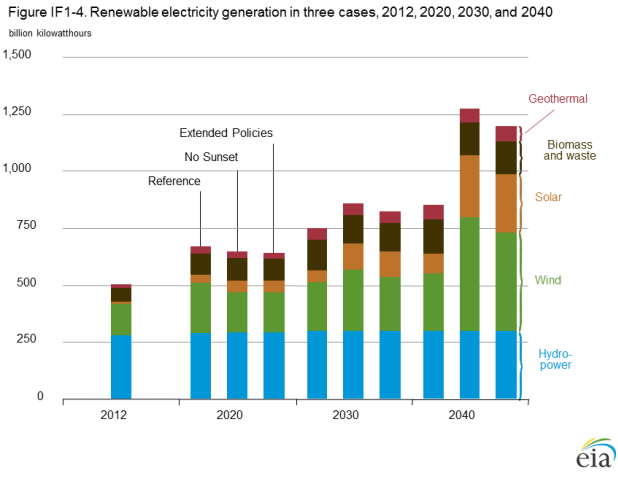 Figure IF1-4. Renewable electricity generation in three cases, 2012, 2020, 2030, and 2040
billion kilowatthours
1,500
1,250
1,000
750
500
250
0
Extended Policies
No Sunset
Reference
Geothermal
Biomass
and waste
Solar
Wind
Hydro-
power
2012
2020
2030
2040
eia